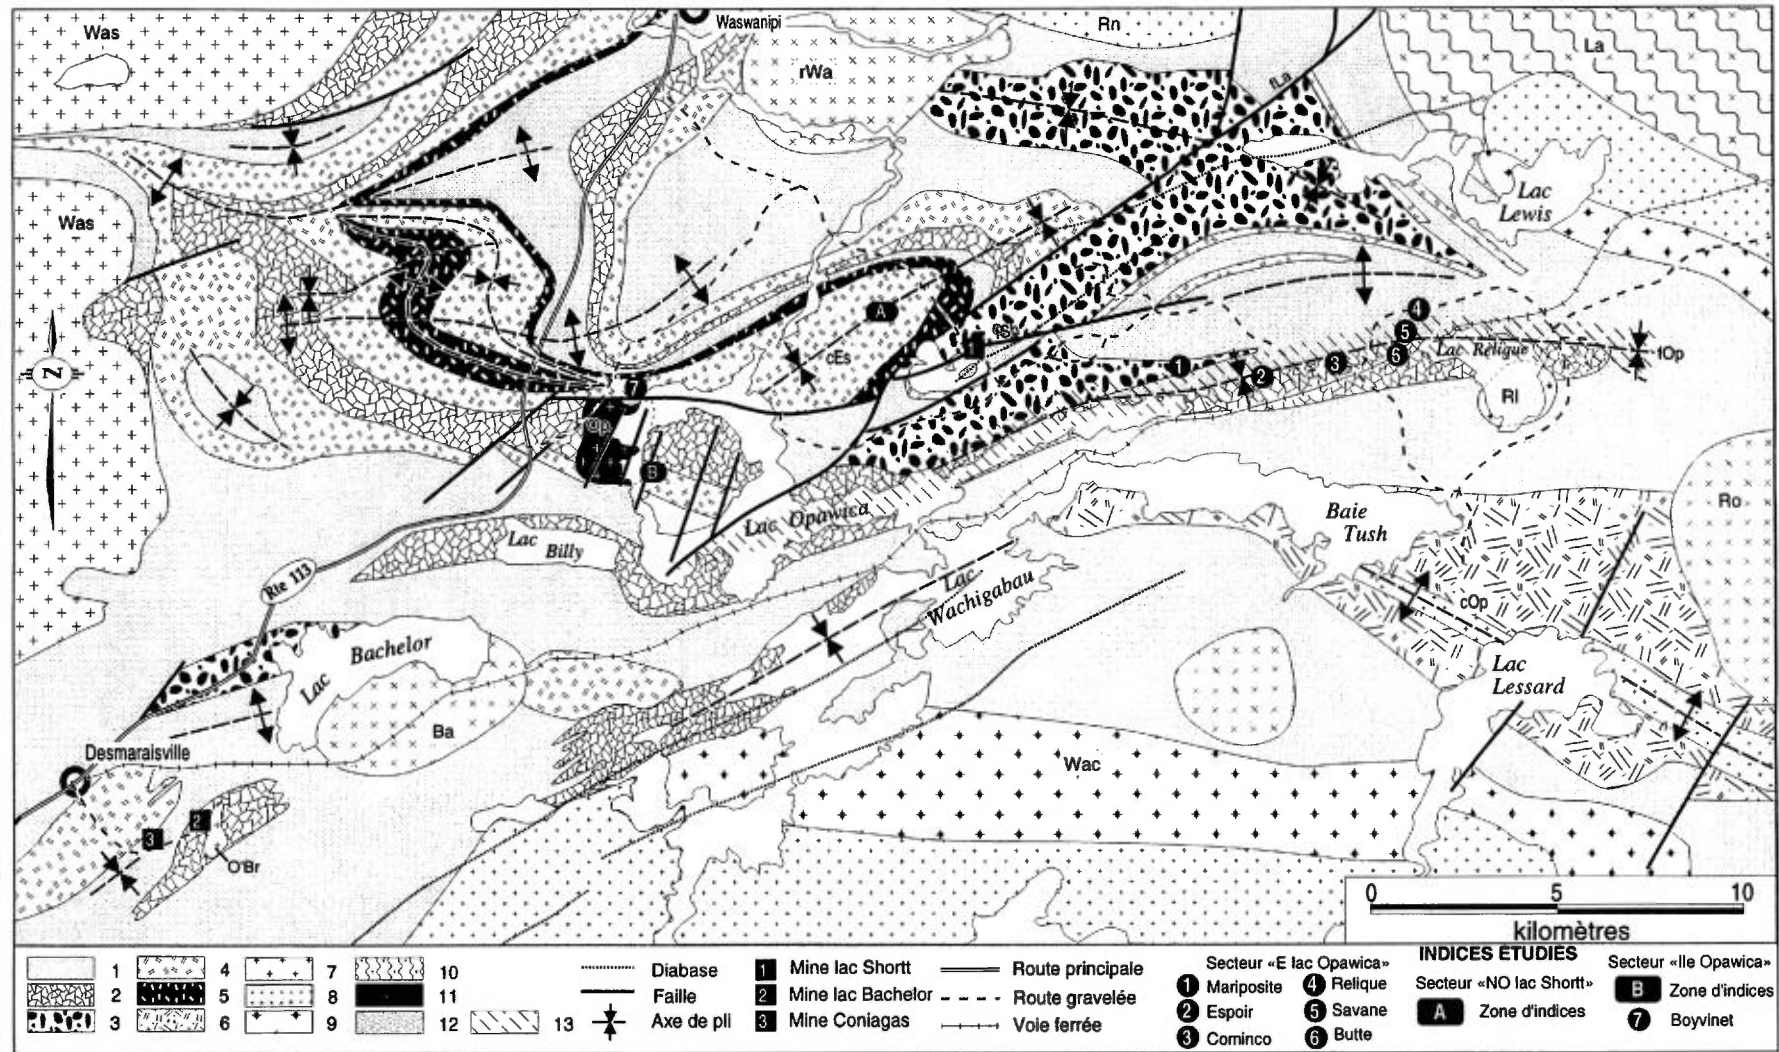 Was
Waswanipi
Rn
La
rWa
fLa
Was
Lac
Lewis
A
cEs
1
4
5
6
3
2
1
Lac Relique
fOp
Rl
7
B
N
Lac Opawica
Lac
Billy
Baie
Tush
Ro
Rte 113
Lac
Wachigabau
cOp
Lac
Bachelor
Lac
Lessard
Ba
Desmaraisville
Wac
2
3
O'Br
0 5 10
kilomètres
1 4 7 10
2 5 8 11
3 6 9 12 13
Diabase
Faille
Axe de pli
1 Mine lac Shortt
2 Mine lac Bachelor
3 Mine Coniagas
Route principale
Route gravelée
Voie ferrée
INDICES ÉTUDIÉS
Secteur «E lac Opawica»
1 Mariposite
2 Espoir
3 Cominco
4 Relique
5 Savane
6 Butte
Secteur «NO lac Shortt»
A Zone d'indices
Secteur «Ile Opawica»
B Zone d'indices
7 Boyvinet